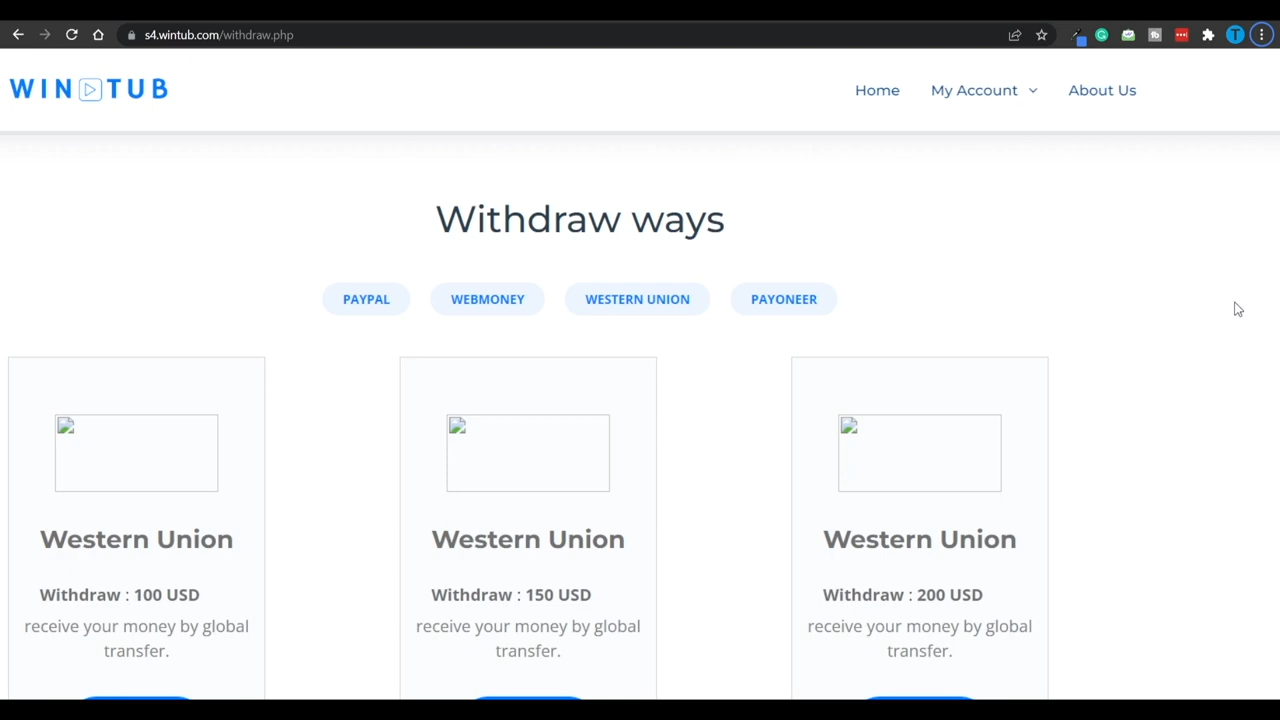 s4.wintub.com/withdraw.php
WIN TUB
Home
My Account
About Us
Withdraw ways
PAYPAL
WEBMONEY
WESTERN UNION
PAYONEER
Western Union
Withdraw : 100 USD
receive your money by global
transfer.
Western Union
Withdraw : 150 USD
receive your money by global
transfer.
Western Union
Withdraw : 200 USD
receive your money by global
transfer.